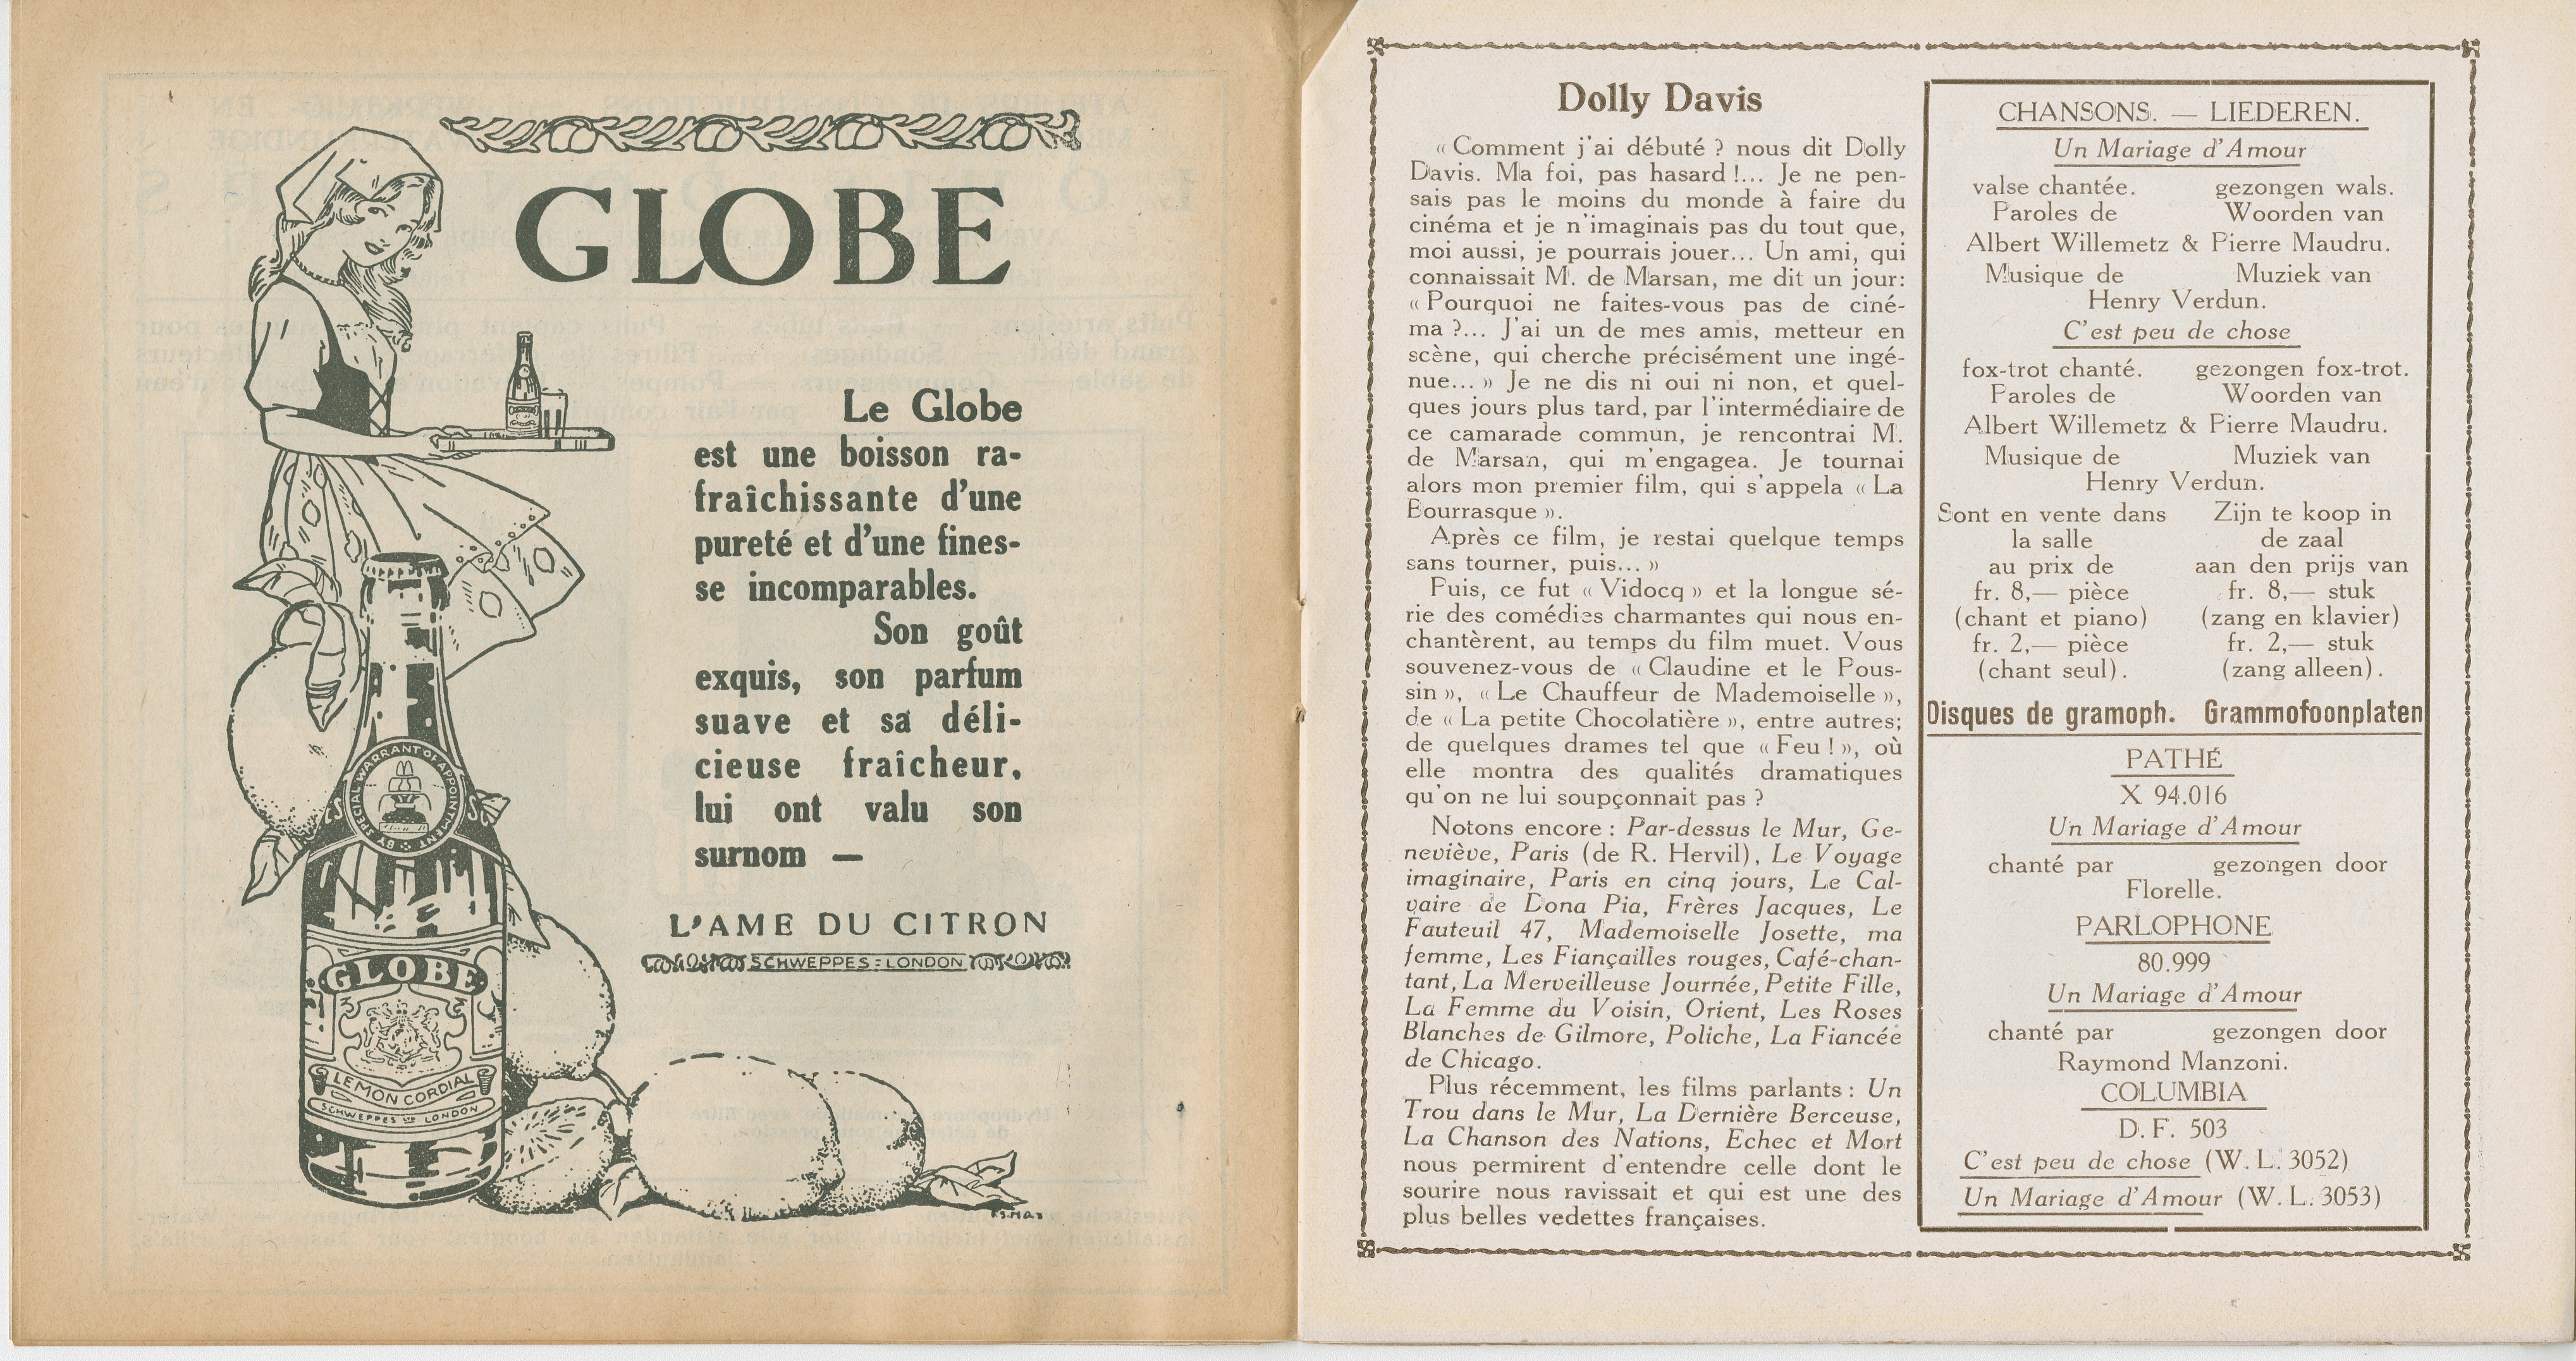 GLOBE
Le Globe
est une boisson ra-
fraîchissante d'une
pureté et d'une fines-
se incomparables.
Son goût
exquis, son parfum
suave et sa déli-
cieuse fraîcheur,
lui ont valu son
surnom —
L'AME DU CITRON
SCHWEPPES : LONDON
BY SPECIAL WARRANT OF APPOINTMENT
GLOBE
LEMON CORDIAL
SCHWEPPES LTD LONDON
Dolly Davis
« Comment j'ai débuté ? nous dit Dolly
Davis. Ma foi, pas hasard !... Je ne pen-
sais pas le moins du monde à faire du
cinéma et je n'imaginais pas du tout que,
moi aussi, je pourrais jouer... Un ami, qui
connaissait M. de Marsan, me dit un jour:
« Pourquoi ne faites-vous pas de ciné-
ma ?... J'ai un de mes amis, metteur en
scène, qui cherche précisément une ingé-
nue... » Je ne dis ni oui ni non, et quel-
ques jours plus tard, par l'intermédiaire de
ce camarade commun, je rencontrai M.
de Marsan, qui m'engagea. Je tournai
alors mon premier film, qui s'appela « La
Bourrasque ».
Après ce film, je restai quelque temps
sans tourner, puis... »
Puis, ce fut « Vidocq » et la longue sé-
rie des comédies charmantes qui nous en-
chantèrent, au temps du film muet. Vous
souvenez-vous de « Claudine et le Pous-
sin », « Le Chauffeur de Mademoiselle »,
de « La petite Chocolatière », entre autres;
de quelques drames tel que « Feu ! », où
elle montra des qualités dramatiques
qu'on ne lui soupçonnait pas ?
Notons encore : Par-dessus le Mur, Ge-
neviève, Paris (de R. Hervil), Le Voyage
imaginaire, Paris en cinq jours, Le Cal-
vaire de Dona Pia, Frères Jacques, Le
Fauteuil 47, Mademoiselle Josette, ma
femme, Les Fiançailles rouges, Café-chan-
tant, La Merveilleuse Journée, Petite Fille,
La Femme du Voisin, Orient, Les Roses
Blanches de Gilmore, Poliche, La Fiancée
de Chicago.
Plus récemment, les films parlants : Un
Trou dans le Mur, La Dernière Berceuse,
La Chanson des Nations, Echec et Mort
nous permirent d'entendre celle dont le
sourire nous ravissait et qui est une des
plus belles vedettes françaises.
CHANSONS. — LIEDEREN.
Un Mariage d'Amour
valse chantée. gezongen wals.
Paroles de Woorden van
Albert Willemetz & Pierre Maudru.
Musique de Muziek van
Henry Verdun.
C'est peu de chose
fox-trot chanté. gezongen fox-trot.
Paroles de Woorden van
Albert Willemetz & Pierre Maudru.
Musique de Muziek van
Henry Verdun.
Sont en vente dans Zijn te koop in
la salle de zaal
au prix de aan den prijs van
fr. 8,— pièce fr. 8,— stuk
(chant et piano) (zang en klavier)
fr. 2,— pièce fr. 2,— stuk
(chant seul). (zang alleen).
Disques de gramoph. Grammofoonplaten
PATHÉ
X 94.016
Un Mariage d'Amour
chanté par gezongen door
Florelle.
PARLOPHONE
80.999
Un Mariage d'Amour
chanté par gezongen door
Raymond Manzoni.
COLUMBIA
D. F. 503
C'est peu de chose (W. L. 3052)
Un Mariage d'Amour (W. L. 3053)